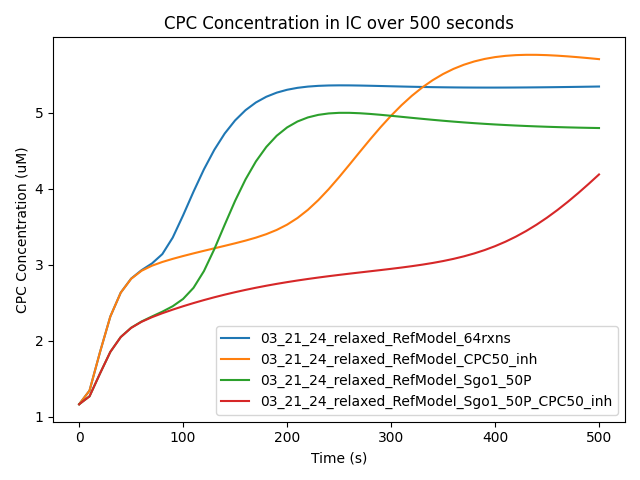 CPC Concentration in IC over 500 seconds
CPC Concentration (uM)
5
4
3
2
1
03_21_24_relaxed_RefModel_64rxns
03_21_24_relaxed_RefModel_CPC50_inh
03_21_24_relaxed_RefModel_Sgo1_50P
03_21_24_relaxed_RefModel_Sgo1_50P_CPC50_inh
0 100 200 300 400 500
Time (s)